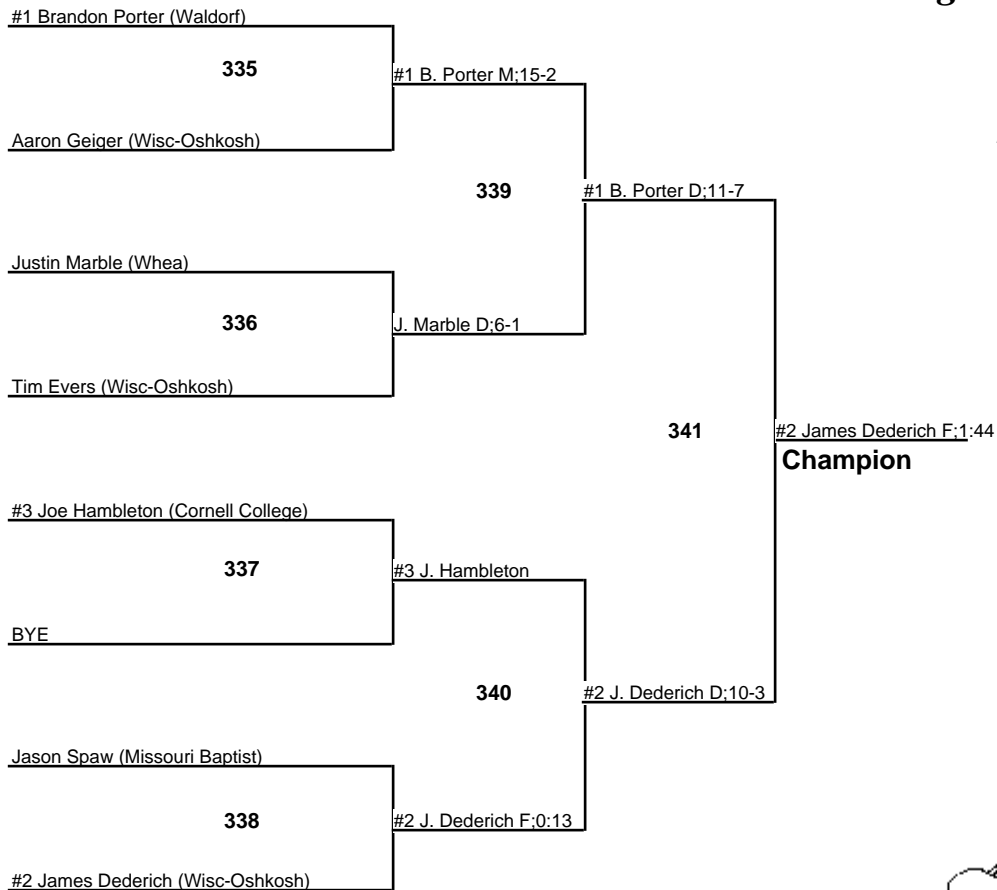 #1 Brandon Porter (Waldorf)
335
#1 B. Porter M;15-2
Aaron Geiger (Wisc-Oshkosh)
339
#1 B. Porter D;11-7
Justin Marble (Whea)
336
J. Marble D;6-1
Tim Evers (Wisc-Oshkosh)
341
#2 James Dederich F;1:44
Champion
#3 Joe Hambleton (Cornell College)
337
#3 J. Hambleton
BYE
340
#2 J. Dederich D;10-3
Jason Spaw (Missouri Baptist)
338
#2 J. Dederich F;0:13
#2 James Dederich (Wisc-Oshkosh)